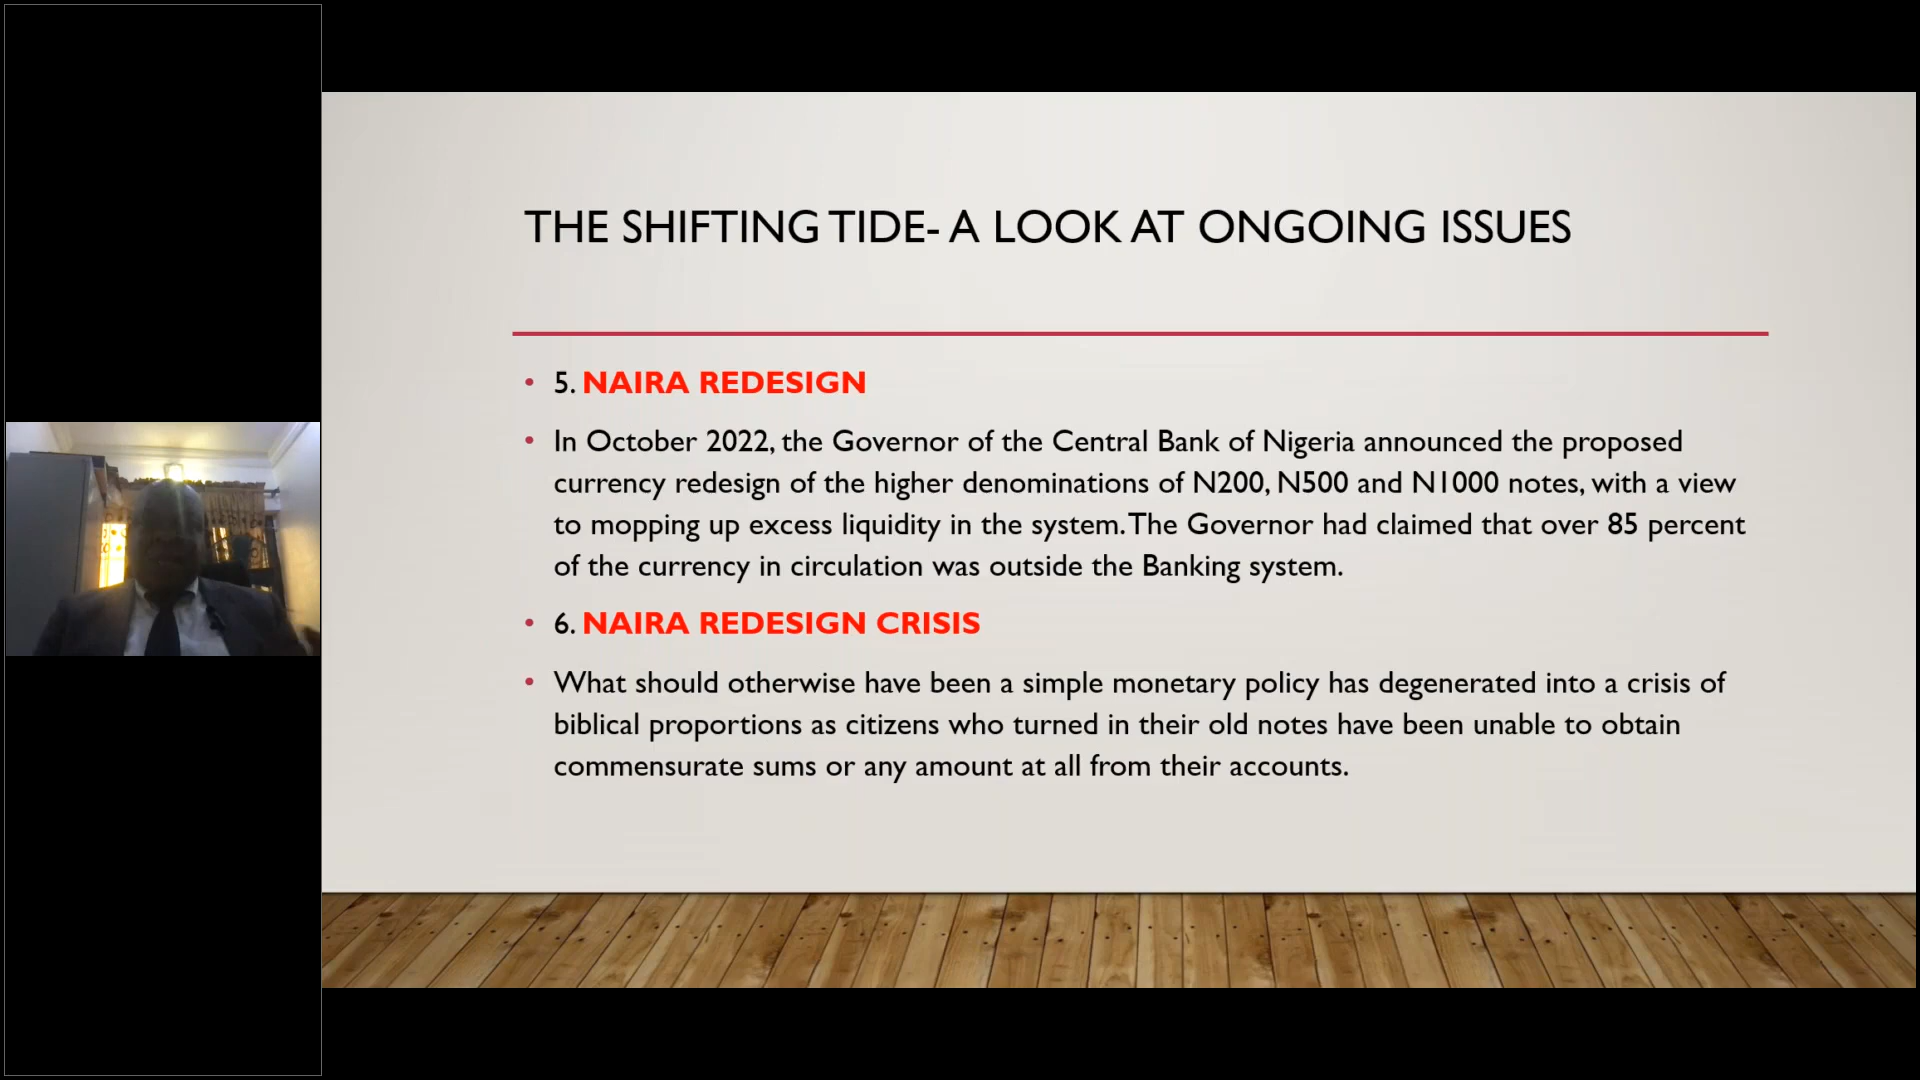 THE SHIFTING TIDE- A LOOK AT ONGOING ISSUES
• 5. NAIRA REDESIGN
• In October 2022, the Governor of the Central Bank of Nigeria announced the proposed
currency redesign of the higher denominations of N200, N500 and N1000 notes, with a view
to mopping up excess liquidity in the system. The Governor had claimed that over 85 percent
of the currency in circulation was outside the Banking system.
• 6. NAIRA REDESIGN CRISIS
• What should otherwise have been a simple monetary policy has degenerated into a crisis of
biblical proportions as citizens who turned in their old notes have been unable to obtain
commensurate sums or any amount at all from their accounts.